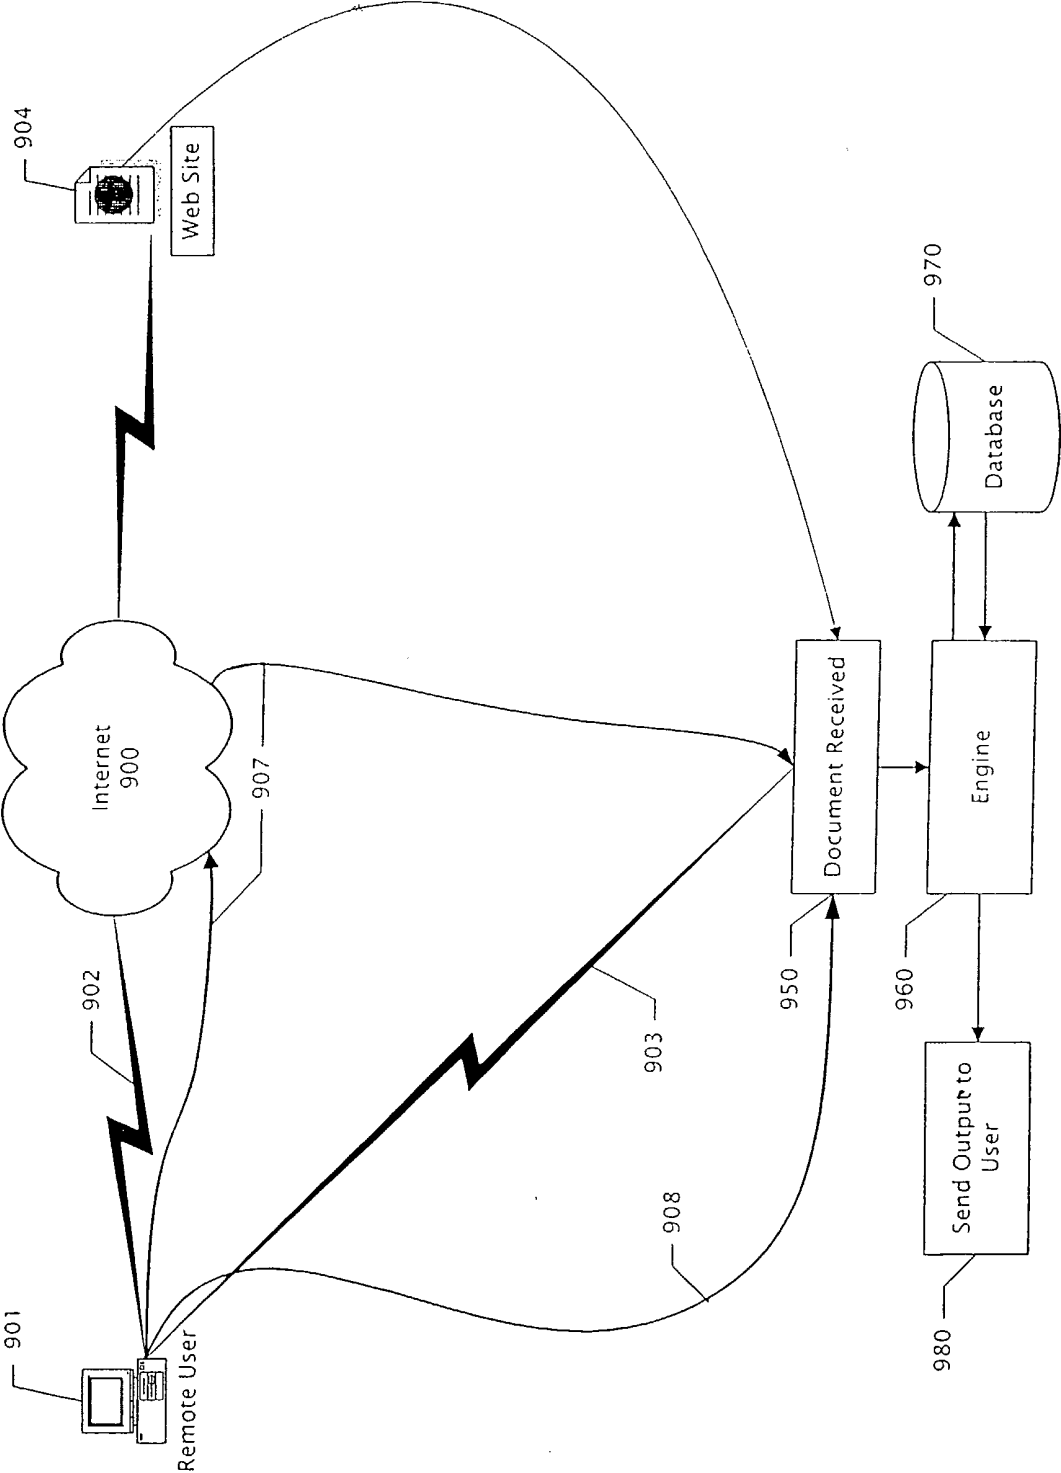 901
Remote User
902
Internet
900
907
904
Web Site
903
908
950
Document Received
960
Engine
970
Database
980
Send Output to
User